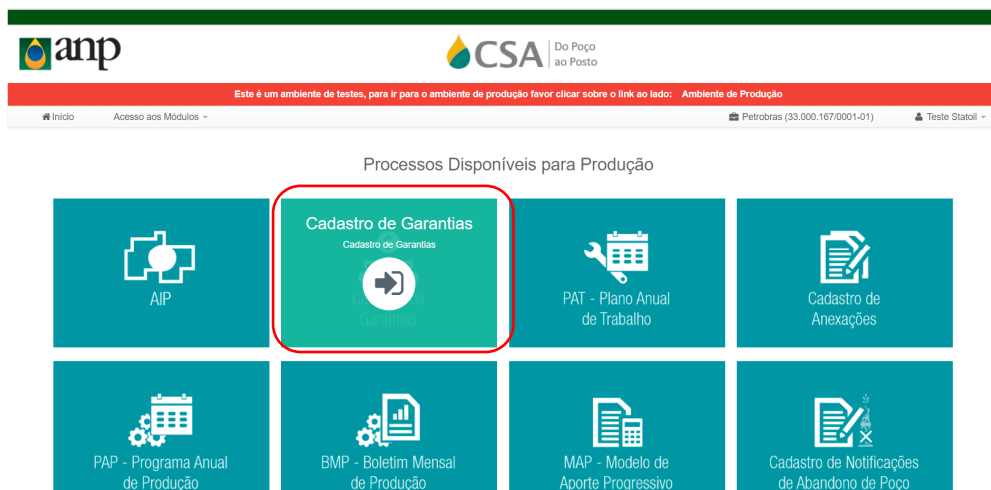 anp
CSA Do Poço
ao Posto
Este é um ambiente de testes, para ir para o ambiente de produção favor clicar sobre o link ao lado: Ambiente de Produção
Início Acesso aos Módulos Petrobras (33.000.167/0001-01) Teste Statoil
Processos Disponíveis para Produção
AIP
Cadastro de Garantias
Cadastro de Garantias
Cadastro de
Garantias
PAT - Plano Anual
de Trabalho
Cadastro de
Anexações
PAP - Programa Anual
de Produção
BMP - Boletim Mensal
de Produção
MAP - Modelo de
Aporte Progressivo
Cadastro de Notificações
de Abandono de Poço